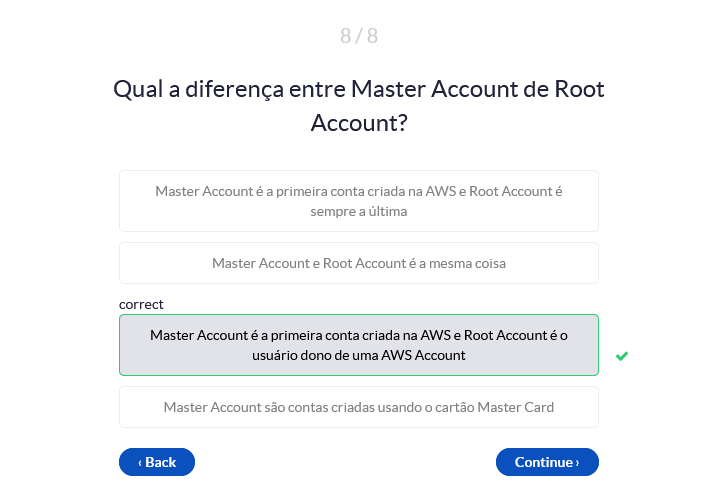 8 / 8
Qual a diferença entre Master Account de Root
Account?
Master Account é a primeira conta criada na AWS e Root Account é
sempre a última
Master Account e Root Account é a mesma coisa
correct
Master Account é a primeira conta criada na AWS e Root Account é o
usuário dono de uma AWS Account
Master Account são contas criadas usando o cartão Master Card
‹ Back
Continue ›